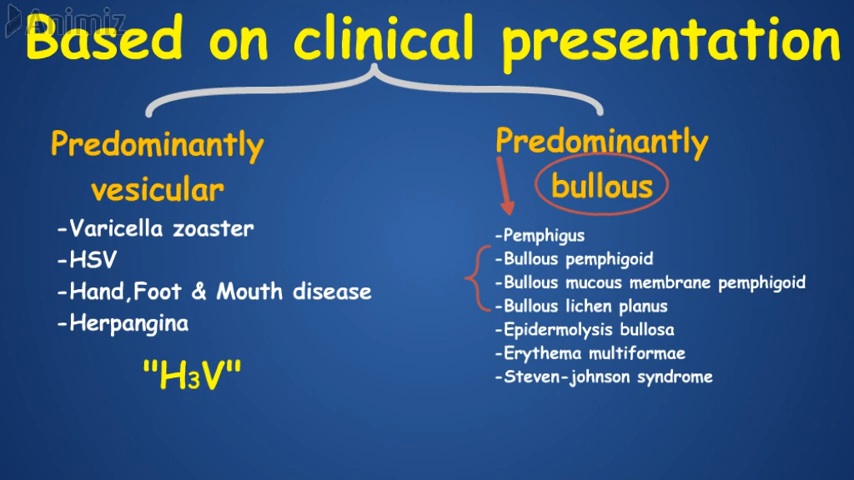 Animiz
Based on clinical presentation
Predominantly
vesicular
-Varicella zoaster
-HSV
-Hand,Foot & Mouth disease
-Herpangina
"H3V"
Predominantly
bullous
-Pemphigus
-Bullous pemphigoid
-Bullous mucous membrane pemphigoid
-Bullous lichen planus
-Epidermolysis bullosa
-Erythema multiformae
-Steven-johnson syndrome